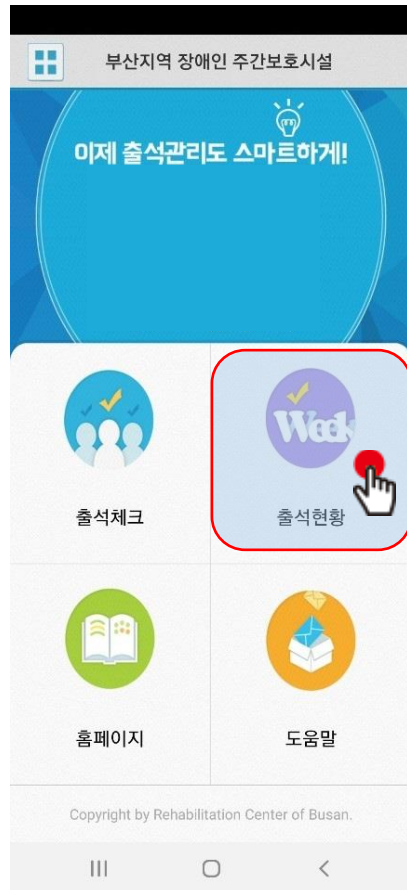 부산지역 장애인 주간보호시설
이제 출석관리도 스마트하게!
Week
출석체크
출석현황
홈페이지
도움말
Copyright by Rehabilitation Center of Busan.